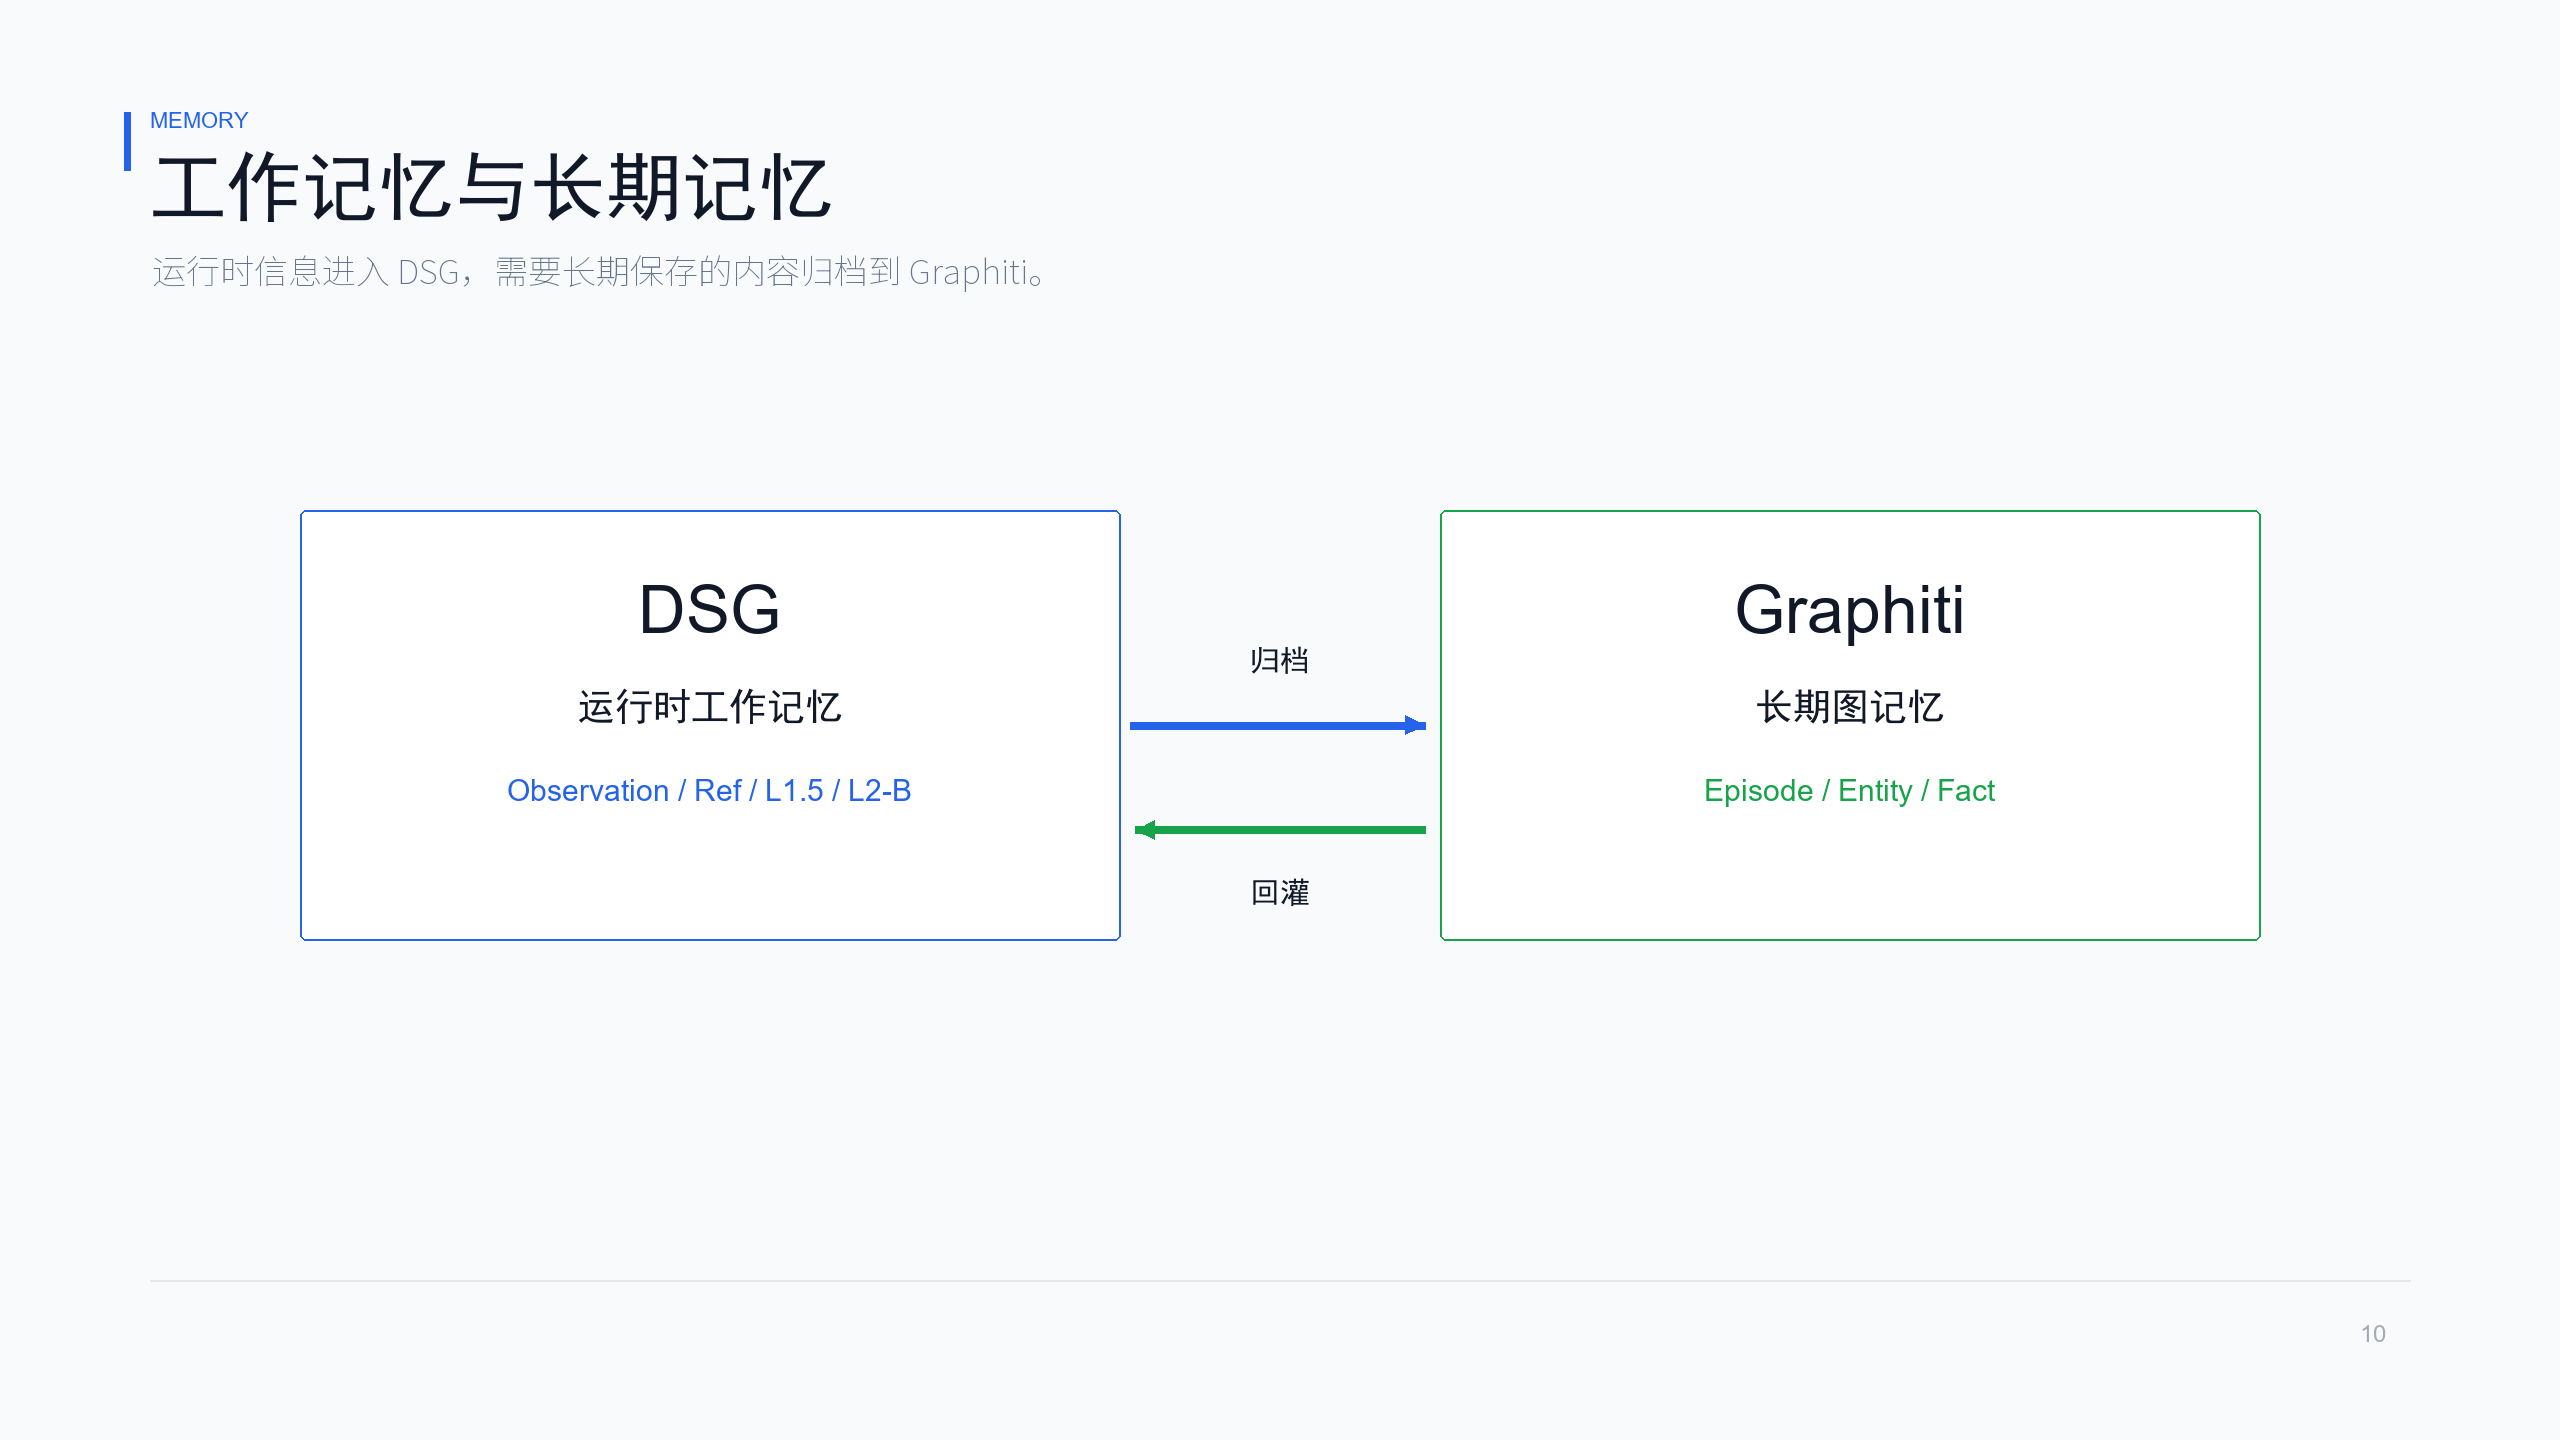 MEMORY
工作记忆与长期记忆
运行时信息进入 DSG，需要长期保存的内容归档到 Graphiti。
DSG
运行时工作记忆
Observation / Ref / L1.5 / L2-B
归档
回灌
Graphiti
长期图记忆
Episode / Entity / Fact
10